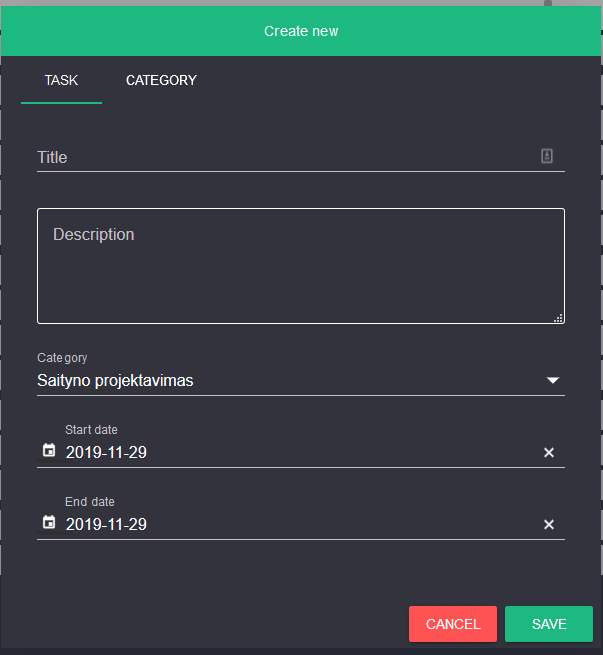 Create new
TASK CATEGORY
Title
Description
Category
Saityno projektavimas
Start date
2019-11-29
End date
2019-11-29
CANCEL SAVE